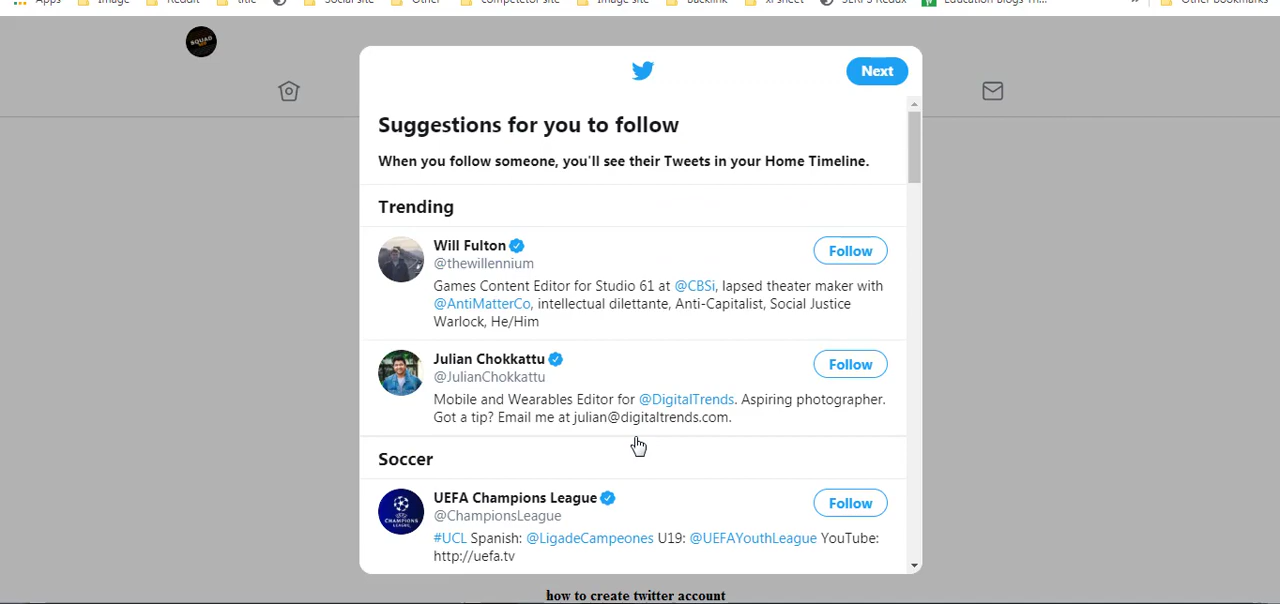 Apps Image Reddit title Social site Other competetor site Image site Backlink xl sheet SERPs Redux Education Blogs Th... » Other bookmarks
SQUAD
Next
Suggestions for you to follow
When you follow someone, you'll see their Tweets in your Home Timeline.
Trending
Will Fulton
Follow
@thewillennium
Games Content Editor for Studio 61 at @CBSi, lapsed theater maker with
@AntiMatterCo, intellectual dilettante, Anti-Capitalist, Social Justice
Warlock, He/Him
Julian Chokkattu
Follow
@JulianChokkattu
Mobile and Wearables Editor for @DigitalTrends. Aspiring photographer.
Got a tip? Email me at julian@digitaltrends.com.
Soccer
UEFA Champions League
Follow
@ChampionsLeague
#UCL Spanish: @LigadeCampeones U19: @UEFAYouthLeague YouTube:
http://uefa.tv
how to create twitter account